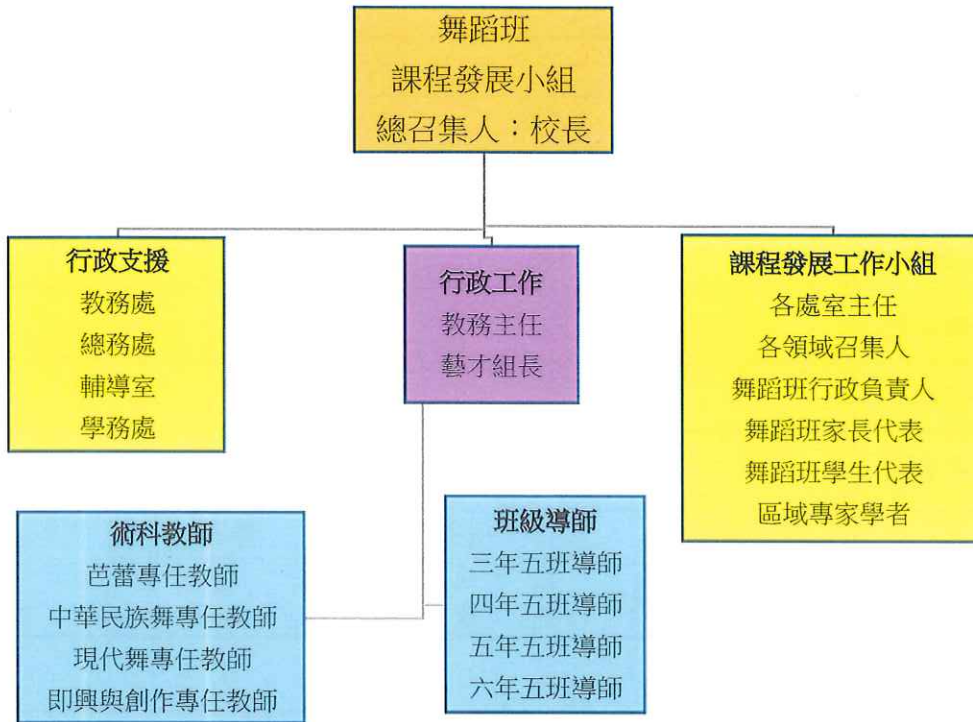 舞蹈班
課程發展小組
總召集人：校長
行政支援
教務處
總務處
輔導室
學務處
行政工作
教務主任
藝才組長
課程發展工作小組
各處室主任
各領域召集人
舞蹈班行政負責人
舞蹈班家長代表
舞蹈班學生代表
區域專家學者
術科教師
芭蕾專任教師
中華民族舞專任教師
現代舞專任教師
即興與創作專任教師
班級導師
三年五班導師
四年五班導師
五年五班導師
六年五班導師